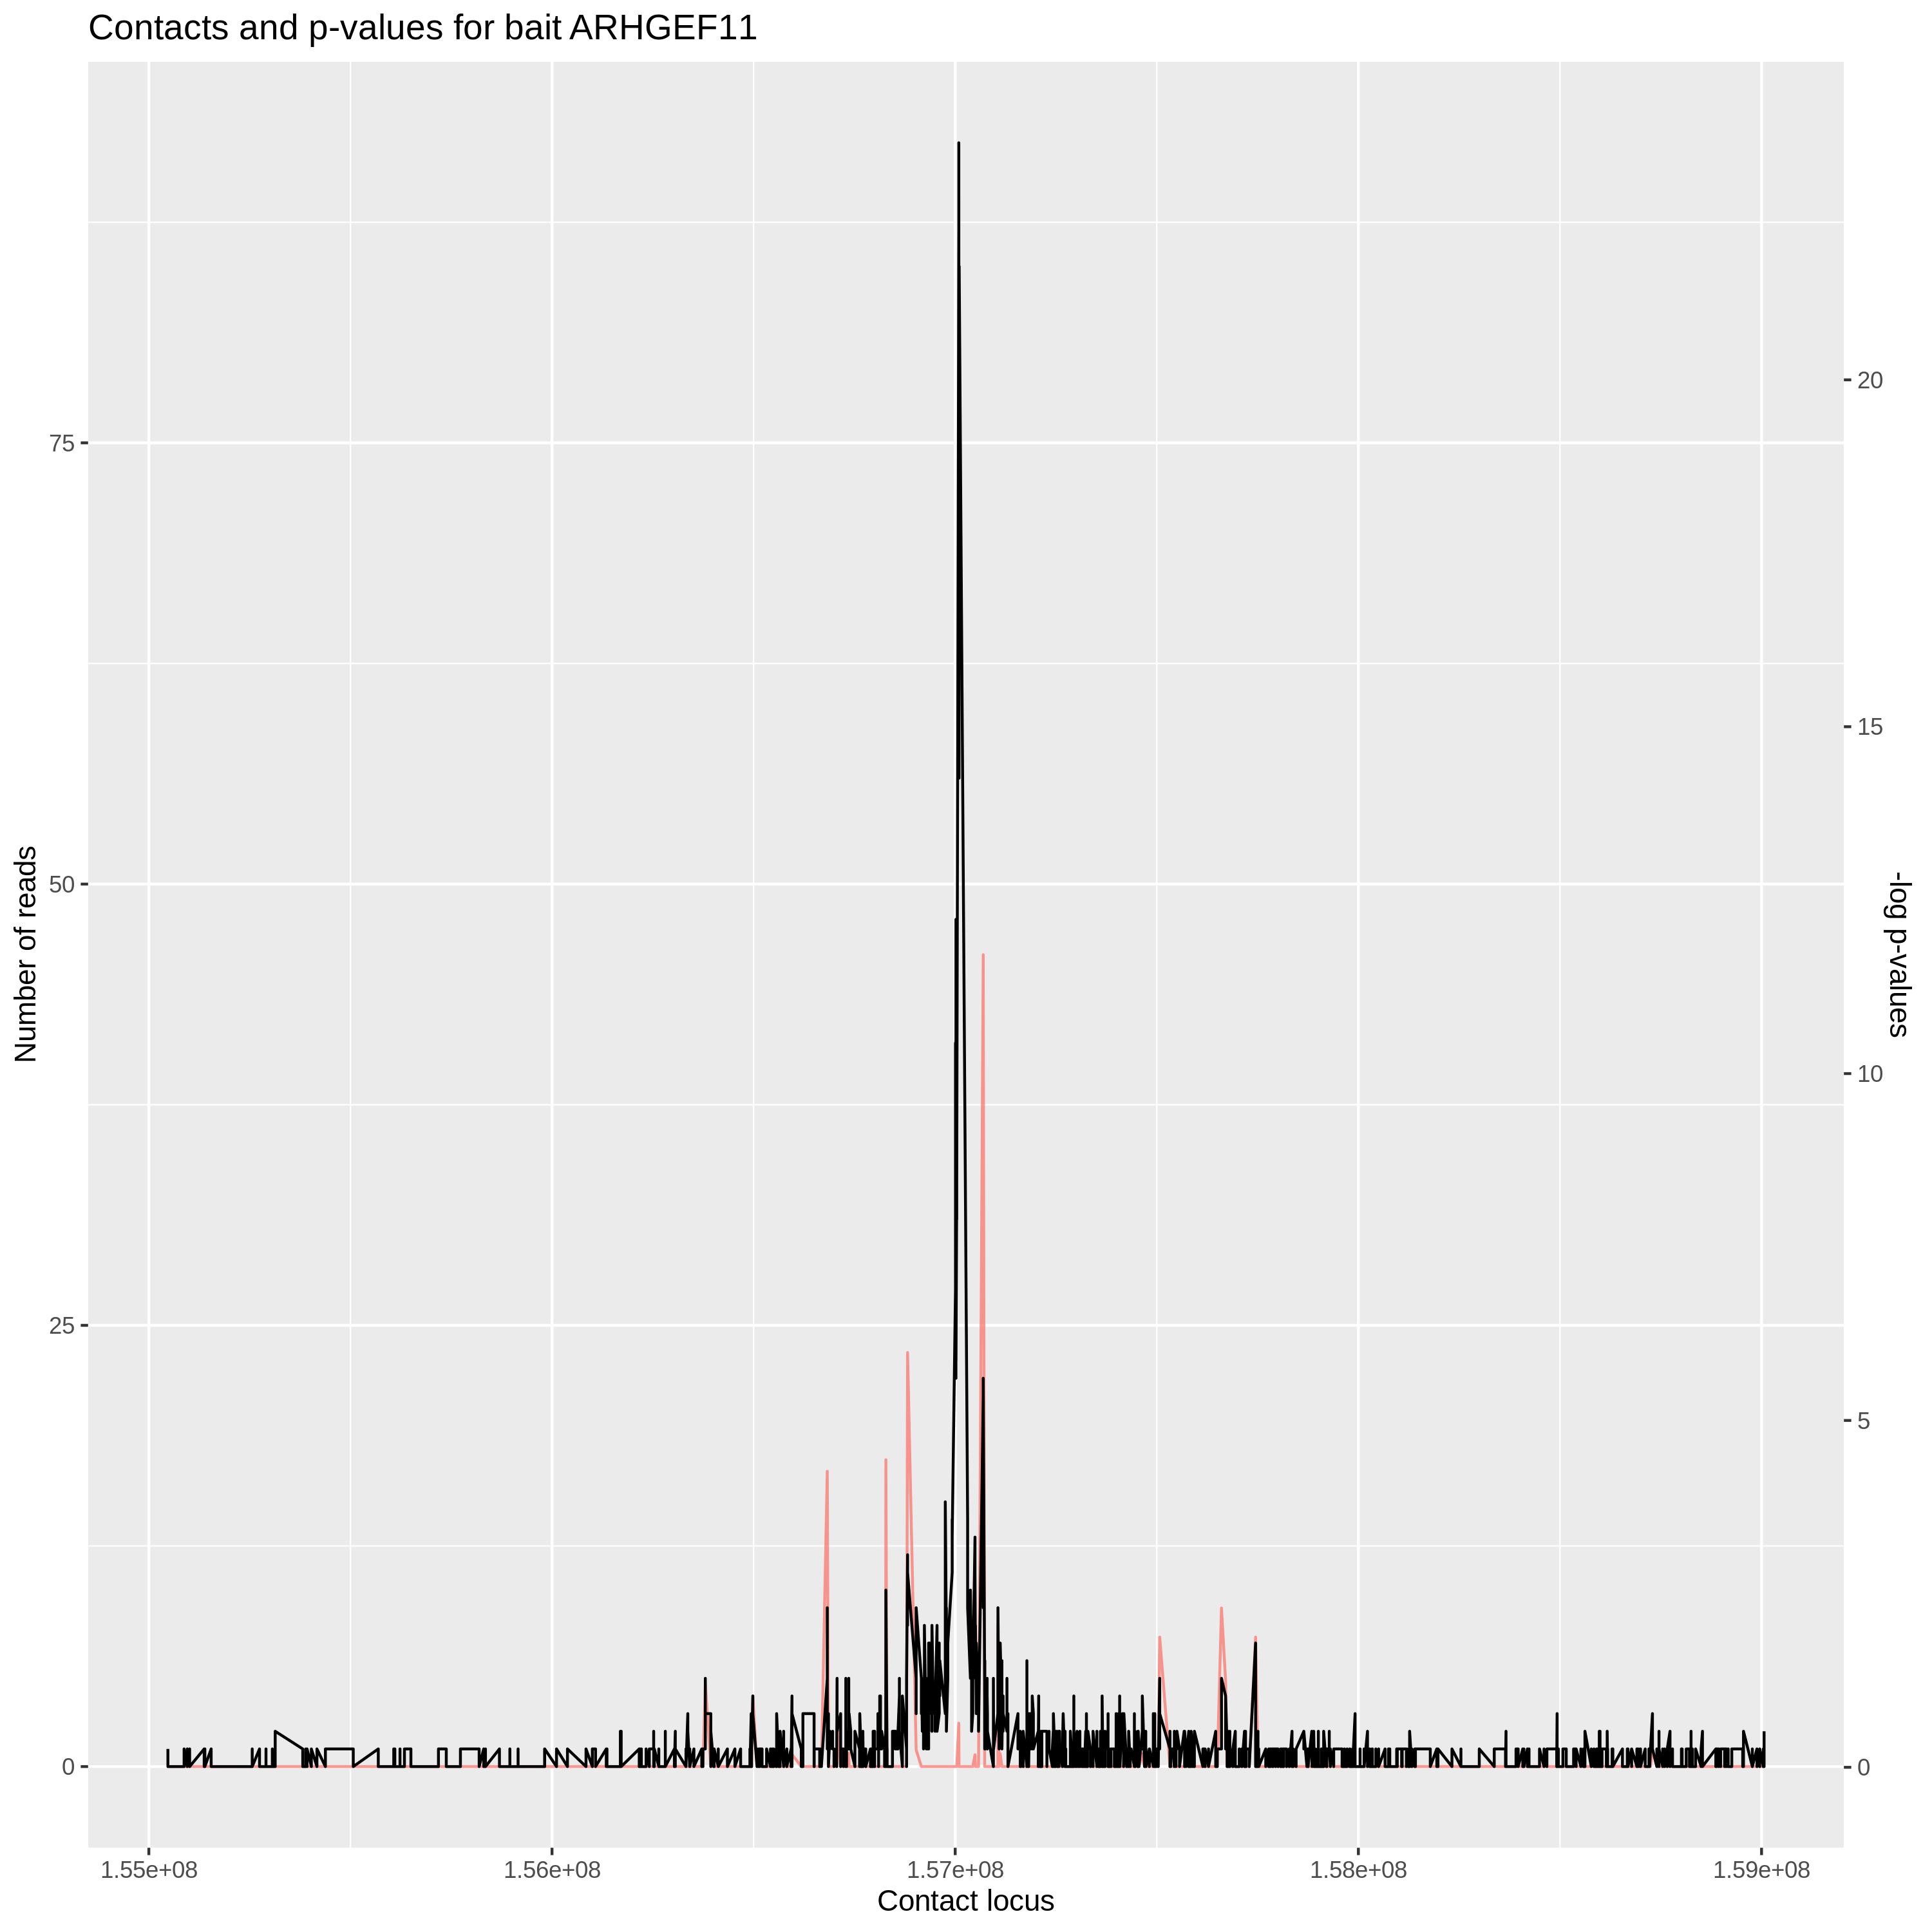 Contacts and p-values for bait ARHGEF11
Number of reads
75
50
25
0
20
15
10
5
0
-log p-values
1.55e+08
1.56e+08
1.57e+08
1.58e+08
1.59e+08
Contact locus